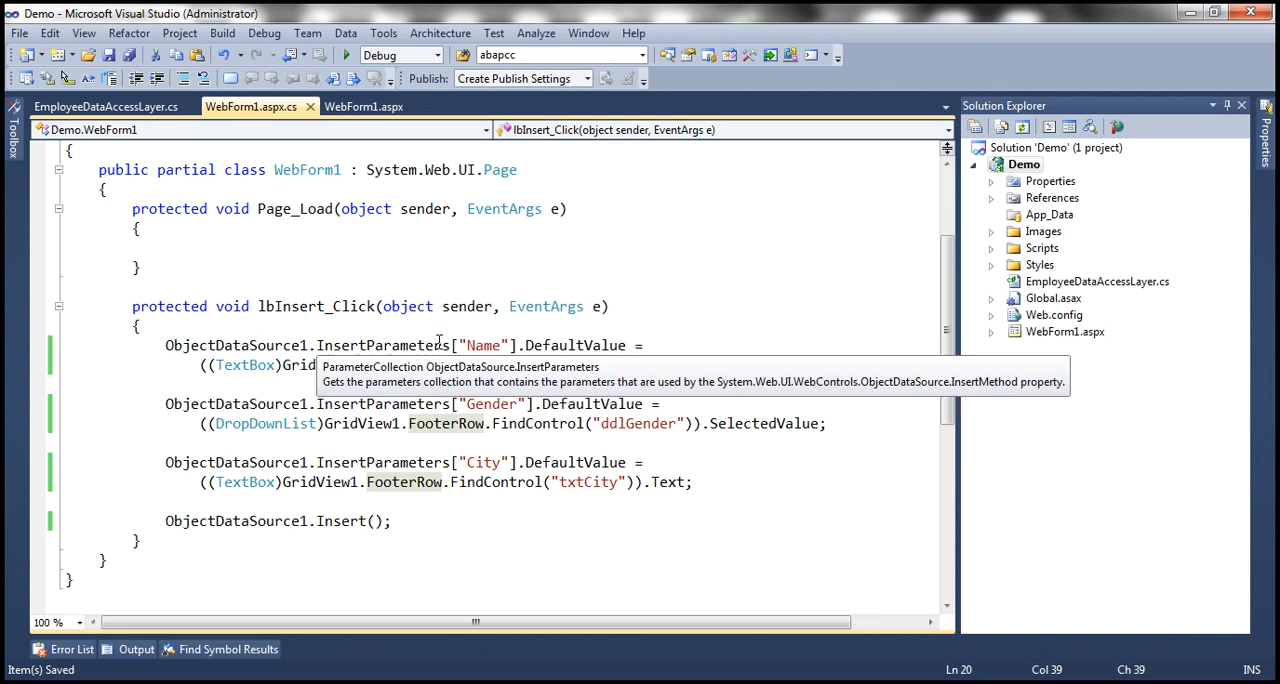 Demo - Microsoft Visual Studio (Administrator)
File Edit View Refactor Project Build Debug Team Data Tools Architecture Test Analyze Window Help
Debug abapcc
Publish: Create Publish Settings
EmployeeDataAccessLayer.cs WebForm1.aspx.cs WebForm1.aspx
Demo.WebForm1 lbInsert_Click(object sender, EventArgs e)
{
public partial class WebForm1 : System.Web.UI.Page
{
protected void Page_Load(object sender, EventArgs e)
{
}
protected void lbInsert_Click(object sender, EventArgs e)
{
ObjectDataSource1.InsertParameters["Name"].DefaultValue =
((TextBox)Grid
ParameterCollection ObjectDataSource.InsertParameters
Gets the parameters collection that contains the parameters that are used by the System.Web.UI.WebControls.ObjectDataSource.InsertMethod property.
ObjectDataSource1.InsertParameters["Gender"].DefaultValue =
((DropDownList)GridView1.FooterRow.FindControl("ddlGender")).SelectedValue;
ObjectDataSource1.InsertParameters["City"].DefaultValue =
((TextBox)GridView1.FooterRow.FindControl("txtCity")).Text;
ObjectDataSource1.Insert();
}
}
}
100 %
Toolbox
Solution Explorer
Solution 'Demo' (1 project)
Demo
Properties
References
App_Data
Images
Scripts
Styles
EmployeeDataAccessLayer.cs
Global.asax
Web.config
WebForm1.aspx
Properties
Error List Output Find Symbol Results
Item(s) Saved Ln 20 Col 39 Ch 39 INS